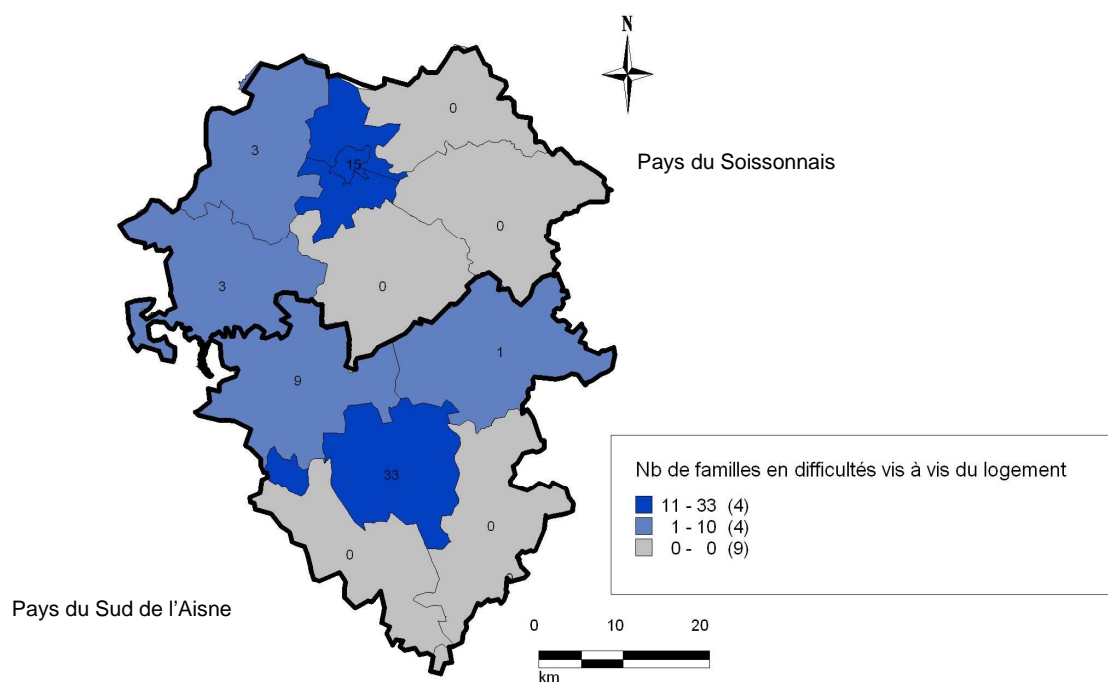 N
0
3
15
Pays du Soissonnais
0
3
0
1
9
33
0
0
0
Nb de familles en difficultés vis à vis du logement
11 - 33 (4)
1 - 10 (4)
0 - 0 (9)
Pays du Sud de l'Aisne
0 10 20
km